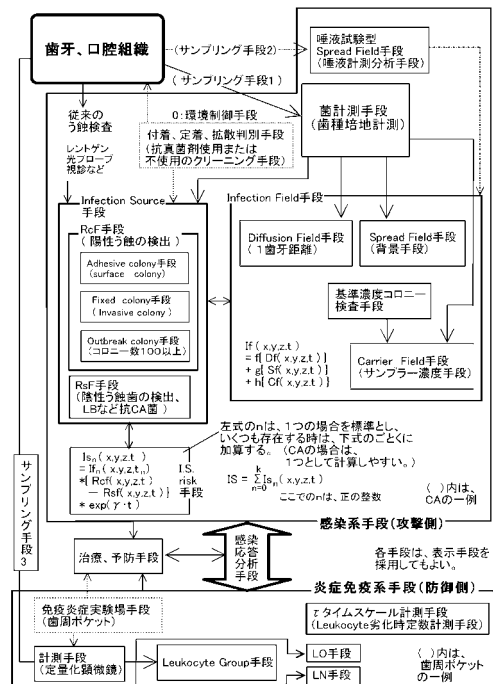 歯牙、口腔組織
(サンプリング手段2)
唾液試験型
Spread Field手段
(唾液計測分析手段)
(サンプリング手段1)
従来の
う蝕検査
レントゲン
光プローブ
視診など
O:環境制御手段
付着、定着、拡散判別手段
(抗真菌剤使用または
不使用のクリーニング手段)
菌計測手段
(歯種培地計測)
Infection Source
手段
RcF手段
(陽性う蝕の検出)
Adhesive colony手段
(surface colony)
Fixed colony手段
(Invasive colony)
Outbreak colony手段
(コロニー数100以上)
RsF手段
(陰性う蝕の検出、
LBなど抗CA菌)
Infection Field手段
Diffusion Field手段
(1歯牙距離)
Spread Field手段
(背景手段)
基準濃度コロニー
検査手段
Carrier Field手段
(サンプラー濃度手段)
If(x,y,z,t)
=f[Df(x,y,z,t)]
+g[Sf(x,y,z,t)]
+h[Cf(x,y,z,t)]
Isn(x,y,z,t)
=Ifn(x,y,z,tn)
*[Rcf(x,y,z,t)
－Rsf(x,y,z,t)]
*exp(γ・t)
I.S.
risk
手段
左式のnは、1つの場合を標準とし、
いくつも存在する時は、下式のごとくに
加算する。(CAの場合は、
1つとして計算しやすい。)
IS = Σ Isn(x,y,z,t)
k
n=0
ここでのnは、正の整数
( )内は、
CAの一例
感染系手段(攻撃側)
サンプリング手段3
治療、予防手段
感染
応答
分析
手段
各手段は、表示手段を
採用してもよい。
炎症免疫系手段(防御側)
免疫炎症実験場手段
(歯周ポケット)
τタイムスケール計測手段
(Leukocyte劣化時定数計測手段)
計測手段
(定量化顕微鏡)
Leukocyte Group手段
LO手段
LN手段
( )内は、
歯周ポケット
の一例